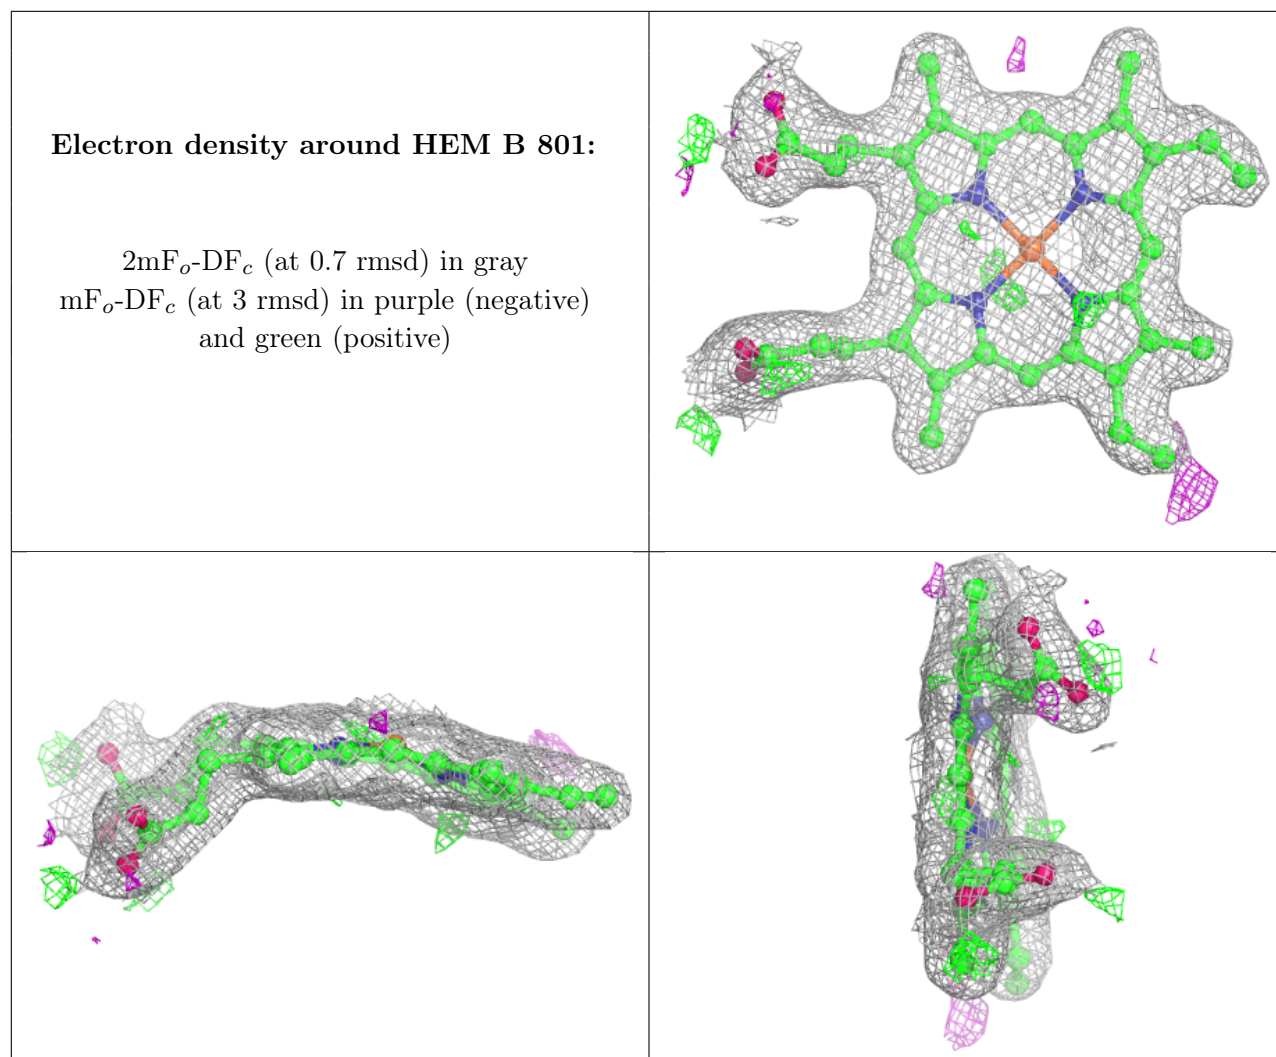 Electron density around HEM B 801:
2mFo-DFc (at 0.7 rmsd) in gray
mFo-DFc (at 3 rmsd) in purple (negative)
and green (positive)